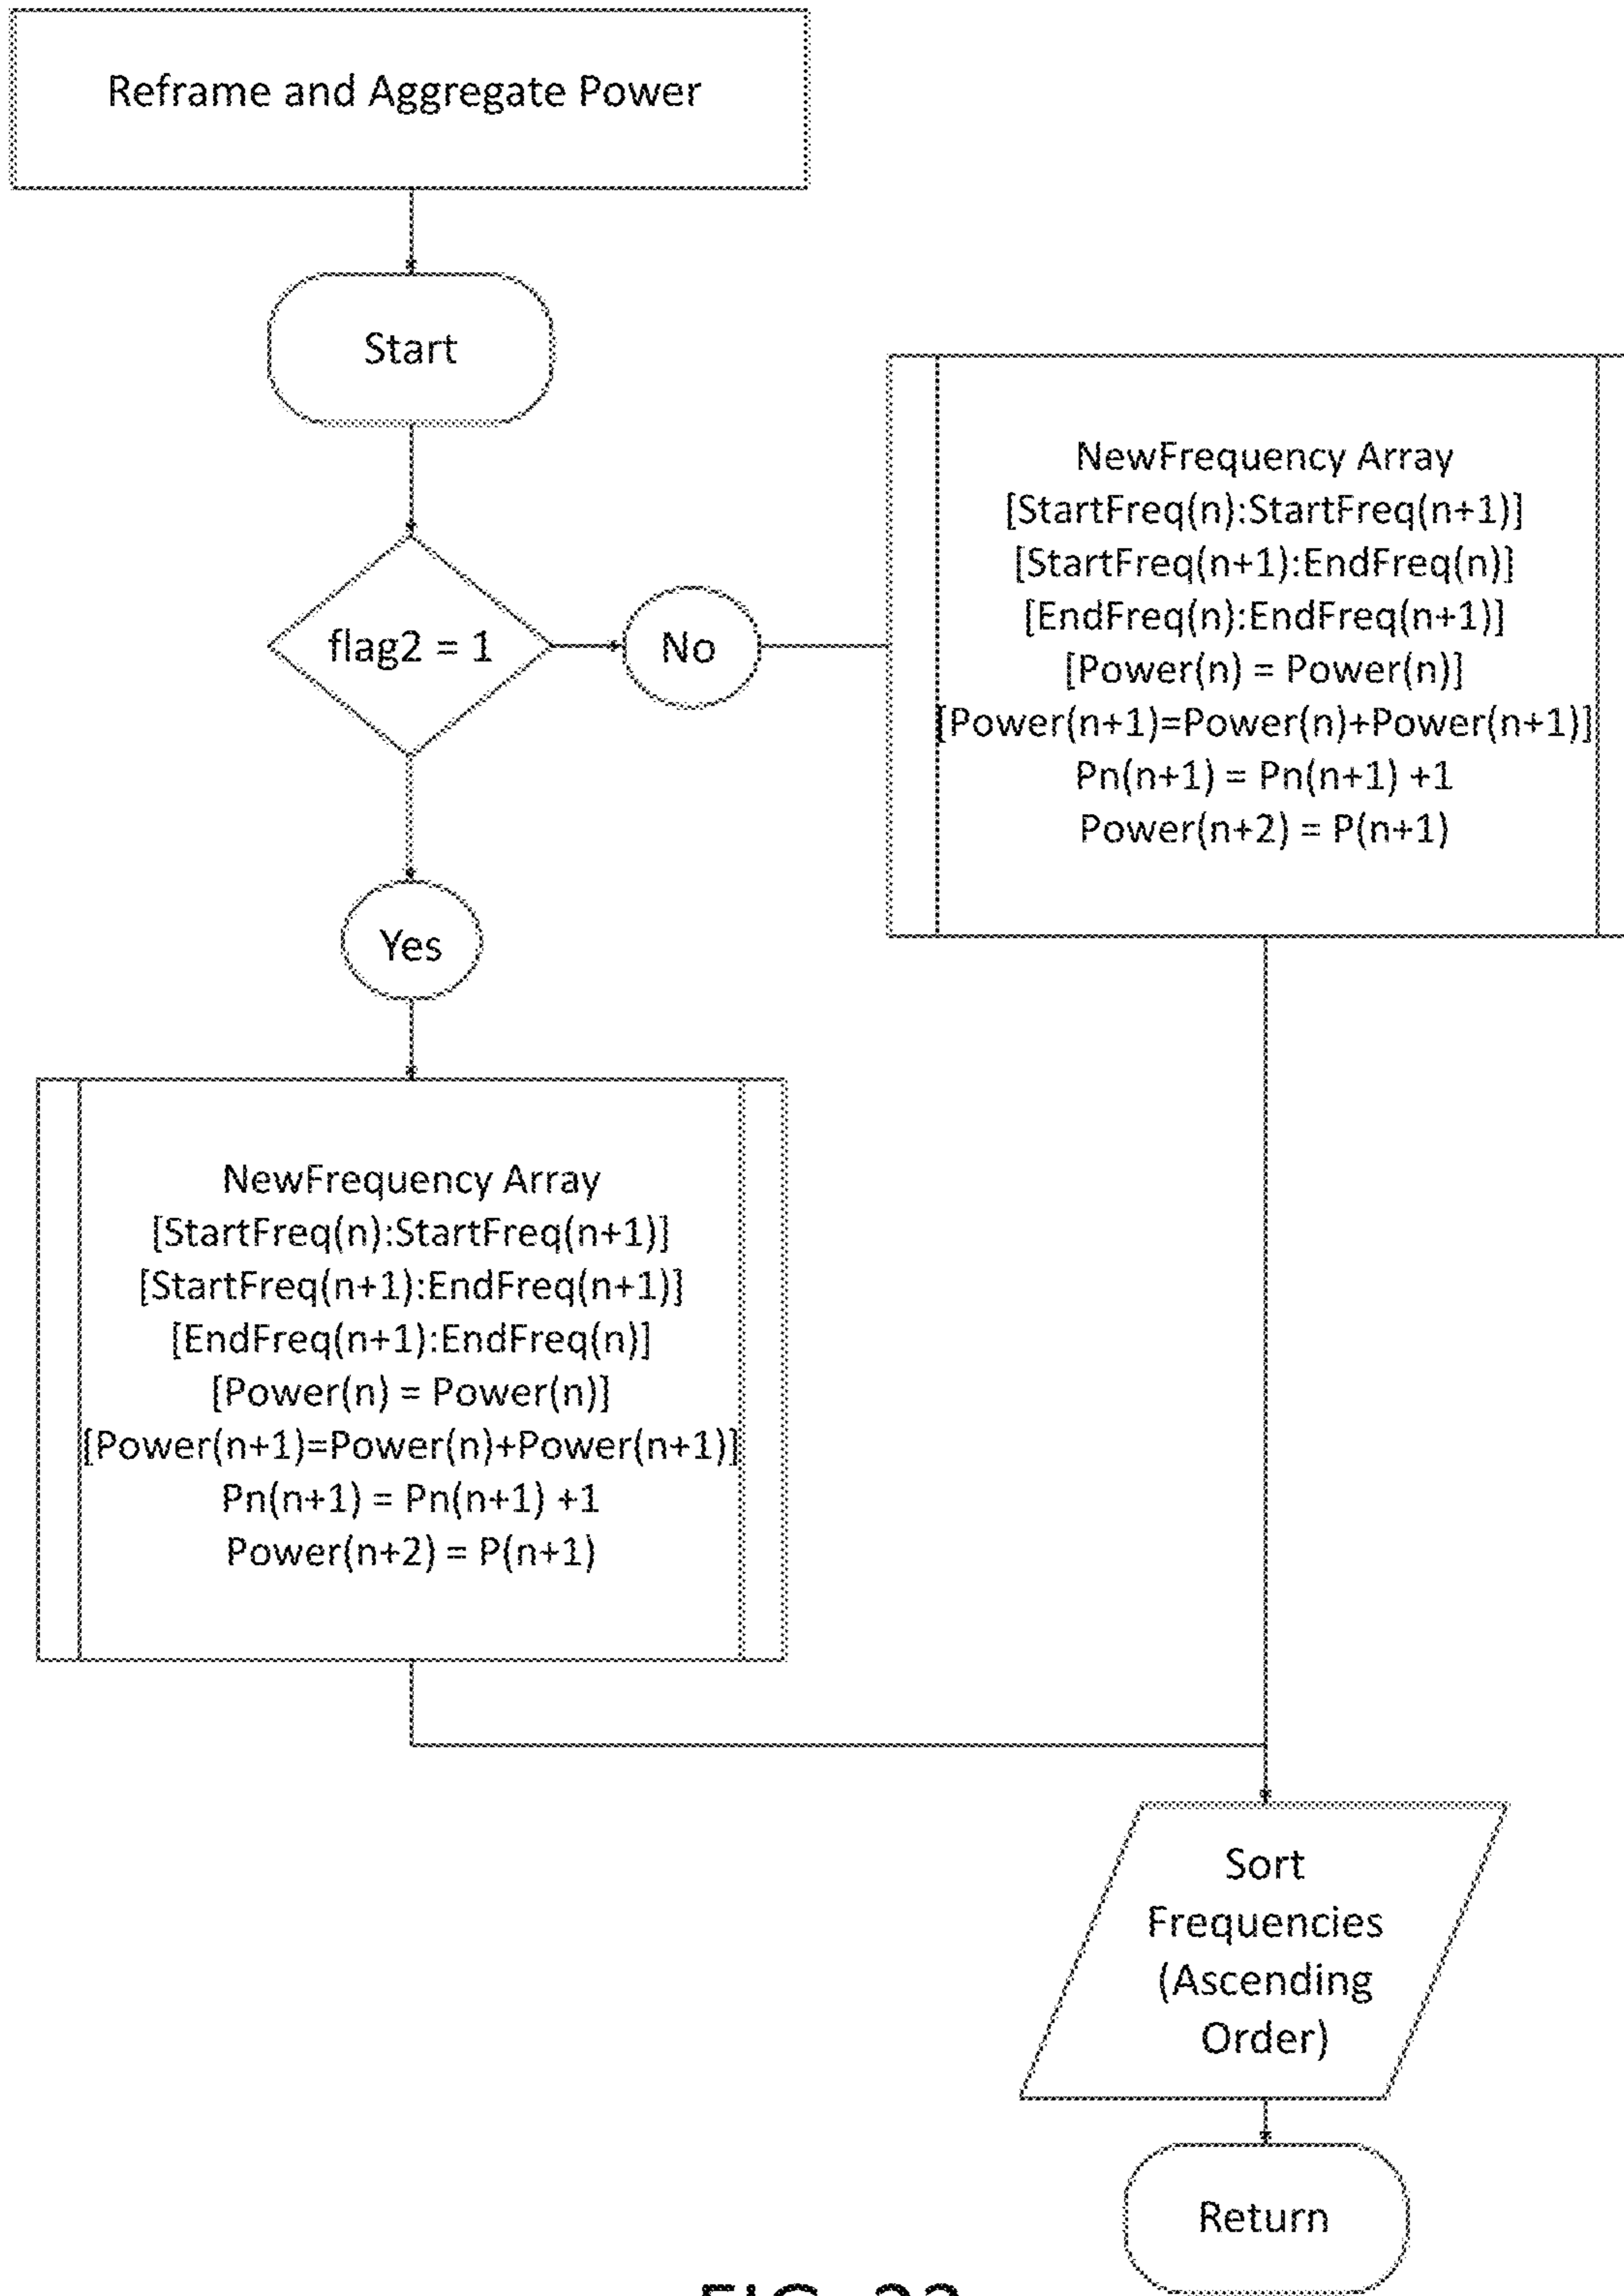 Reframe and Aggregate Power
Start
flag2 = 1
No
NewFrequency Array
[StartFreq(n):StartFreq(n+1)]
[StartFreq(n+1):EndFreq(n)]
[EndFreq(n):EndFreq(n+1)]
[Power(n) = Power(n)]
[Power(n+1)=Power(n)+Power(n+1)]
Pn(n+1) = Pn(n+1) +1
Power(n+2) = P(n+1)
Yes
NewFrequency Array
[StartFreq(n):StartFreq(n+1)]
[StartFreq(n+1):EndFreq(n+1)]
[EndFreq(n+1):EndFreq(n)]
[Power(n) = Power(n)]
[Power(n+1)=Power(n)+Power(n+1)]
Pn(n+1) = Pn(n+1) +1
Power(n+2) = P(n+1)
Sort
Frequencies
(Ascending
Order)
Return